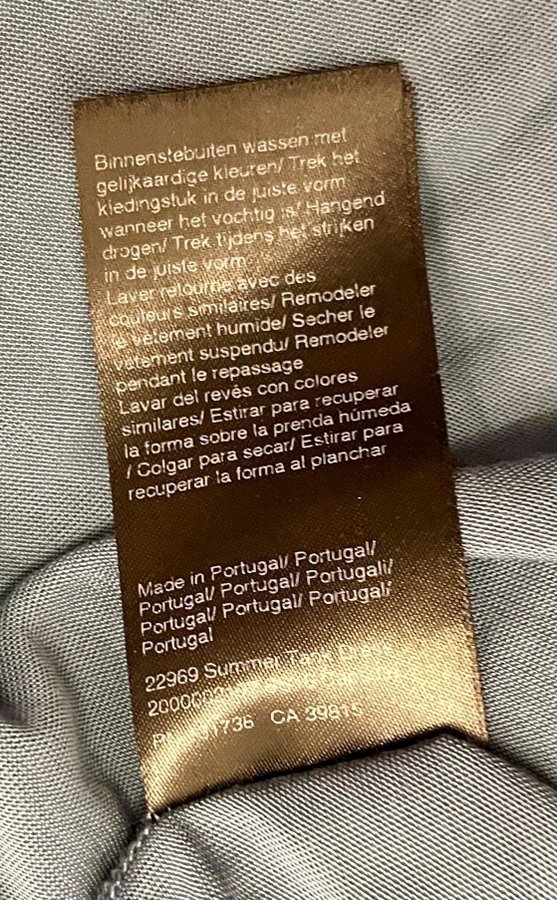 Binnenstebuiten wassen met
gelijkaardige kleuren/ Trek het
kledingstuk in de juiste vorm
wanneer het vochtig is/ Hangend
drogen/ Trek tijdens het strijken
in de juiste vorm
Laver retourné avec des
couleurs similaires/ Remodeler
le vêtement humide/ Secher le
vêtement suspendu/ Remodeler
pendant le repassage
Lavar del revés con colores
similares/ Estirar para recuperar
la forma sobre la prenda húmeda
/ Colgar para secar/ Estirar para
recuperar la forma al planchar
Made in Portugal/ Portugal/
Portugal/ Portugal/ Portugali/
Portugal/ Portugal/ Portugal/
Portugal
22969 Summer Tank Dress
CA 39815